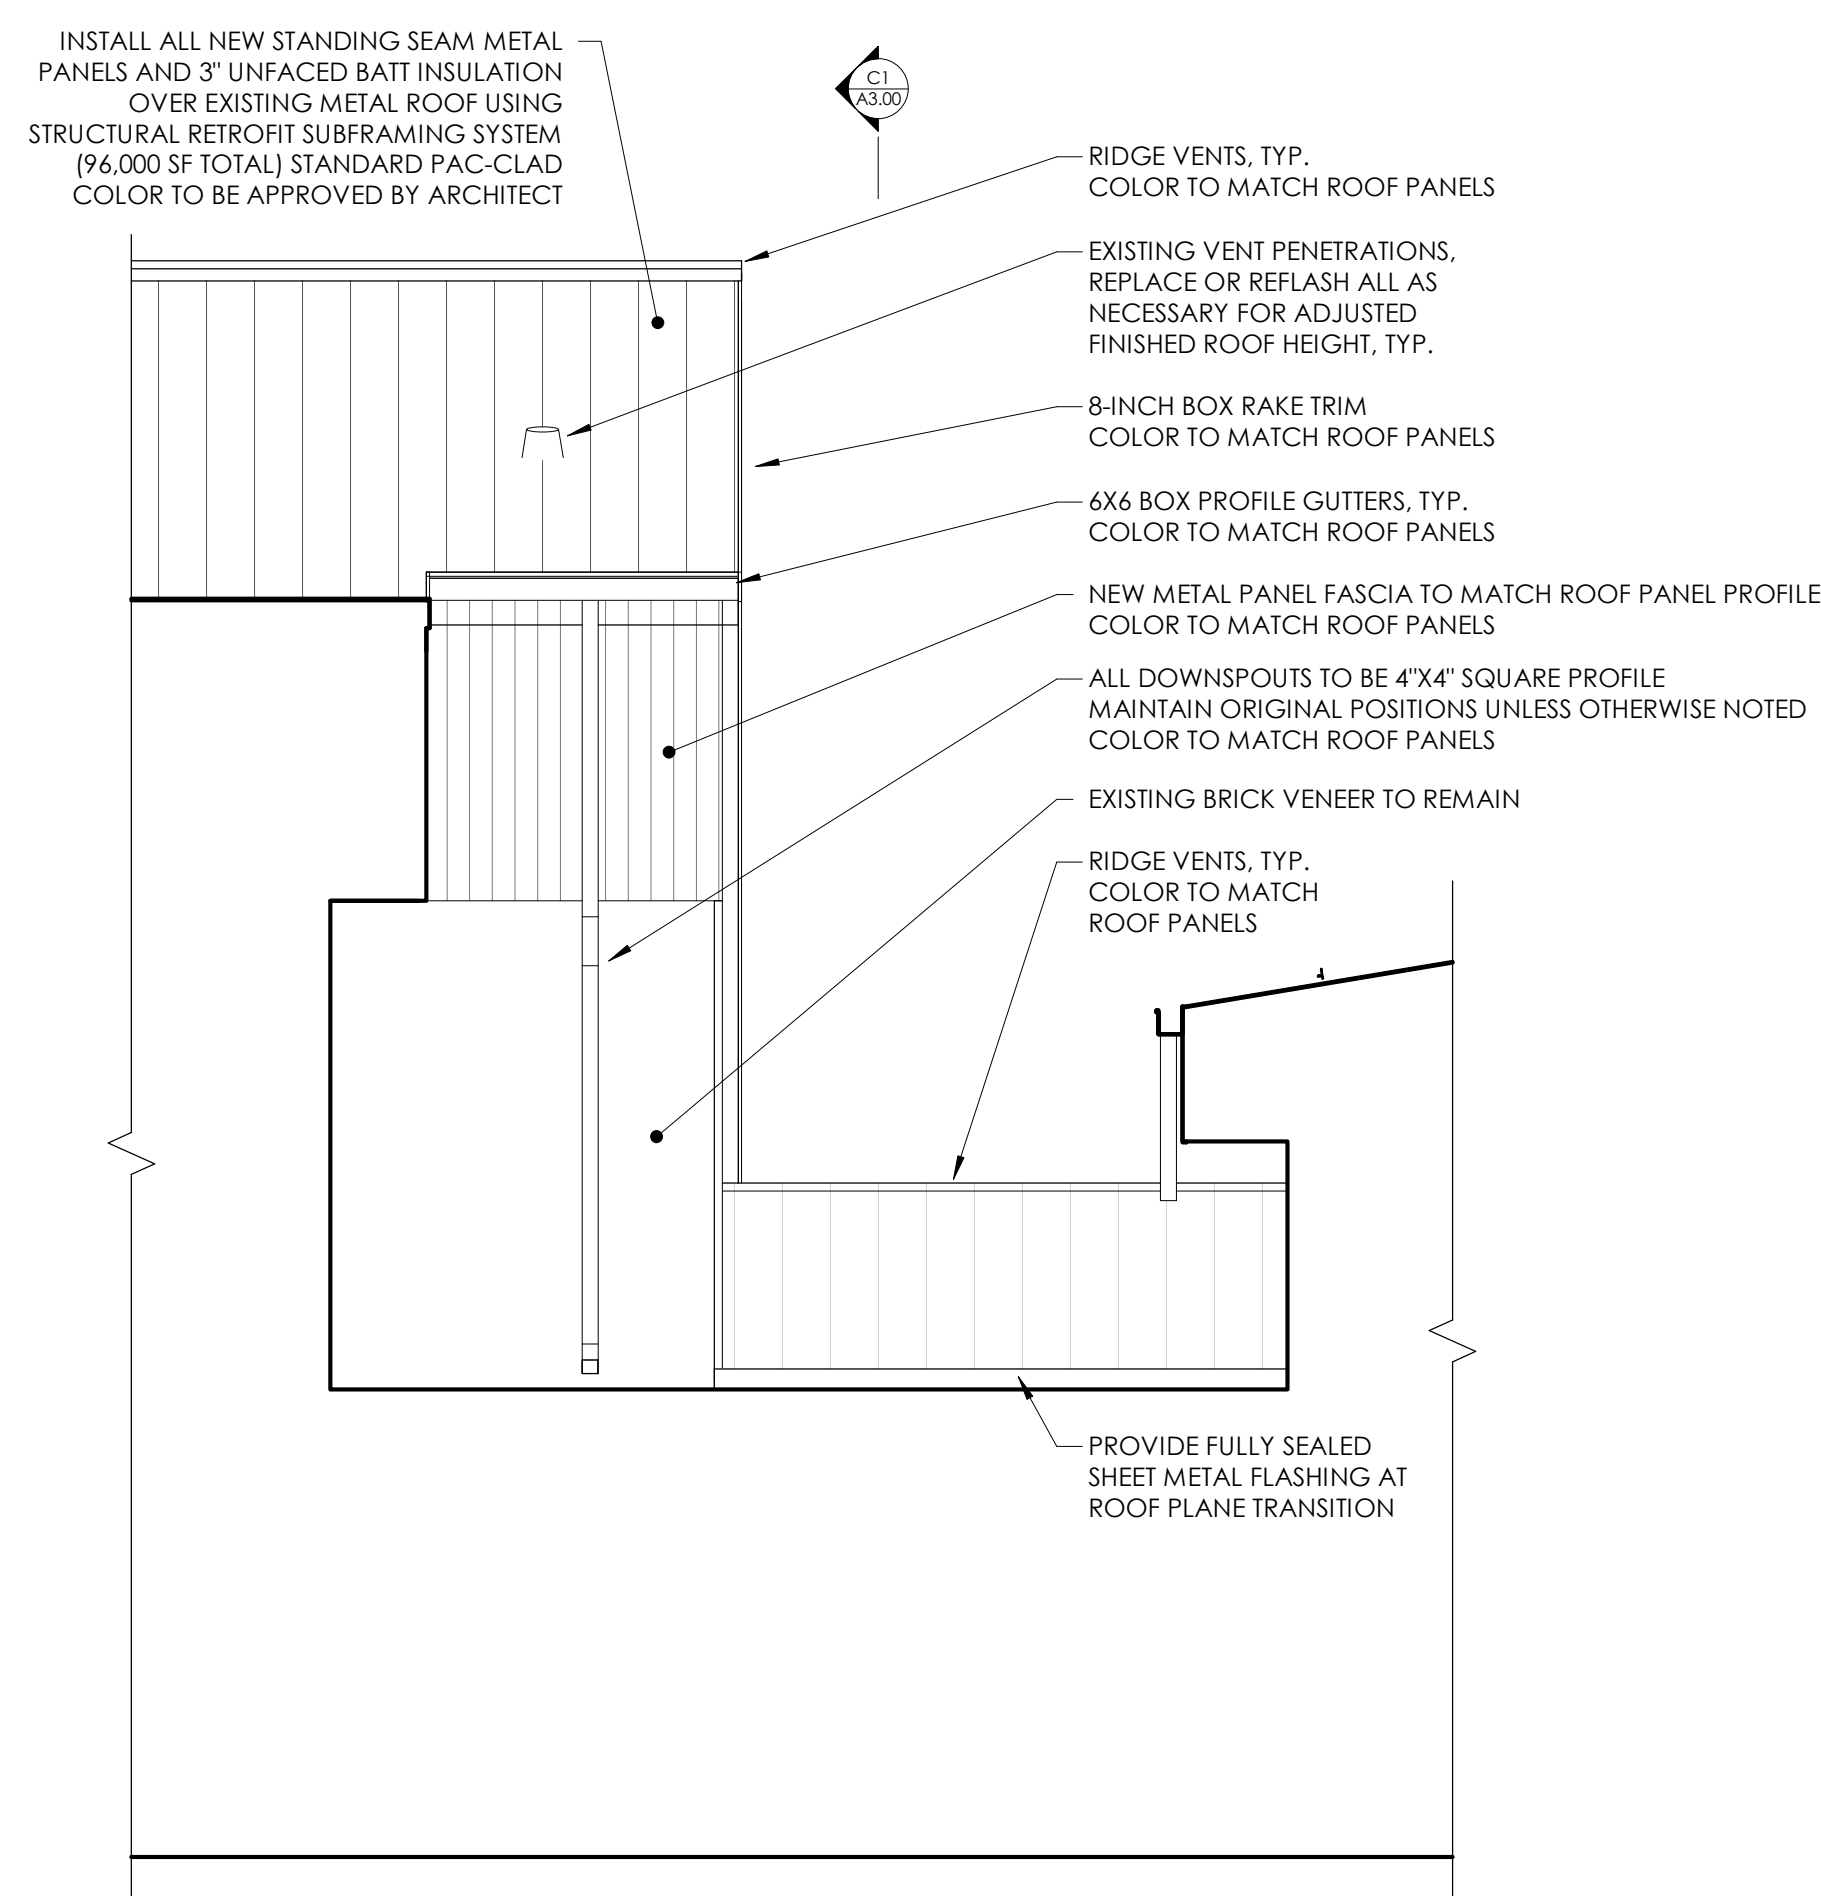 INSTALL ALL NEW STANDING SEAM METAL
PANELS AND 3" UNFACED BATT INSULATION
OVER EXISTING METAL ROOF USING
STRUCTURAL RETROFIT SUBFRAMING SYSTEM
(96,000 SF TOTAL) STANDARD PAC-CLAD
COLOR TO BE APPROVED BY ARCHITECT
C1
A3.00
RIDGE VENTS, TYP.
COLOR TO MATCH ROOF PANELS
EXISTING VENT PENETRATIONS,
REPLACE OR REFLASH ALL AS
NECESSARY FOR ADJUSTED
FINISHED ROOF HEIGHT, TYP.
8-INCH BOX RAKE TRIM
COLOR TO MATCH ROOF PANELS
6X6 BOX PROFILE GUTTERS, TYP.
COLOR TO MATCH ROOF PANELS
NEW METAL PANEL FASCIA TO MATCH ROOF PANEL PROFILE
COLOR TO MATCH ROOF PANELS
ALL DOWNSPOUTS TO BE 4"X4" SQUARE PROFILE
MAINTAIN ORIGINAL POSITIONS UNLESS OTHERWISE NOTED
COLOR TO MATCH ROOF PANELS
EXISTING BRICK VENEER TO REMAIN
RIDGE VENTS, TYP.
COLOR TO MATCH
ROOF PANELS
PROVIDE FULLY SEALED
SHEET METAL FLASHING AT
ROOF PLANE TRANSITION